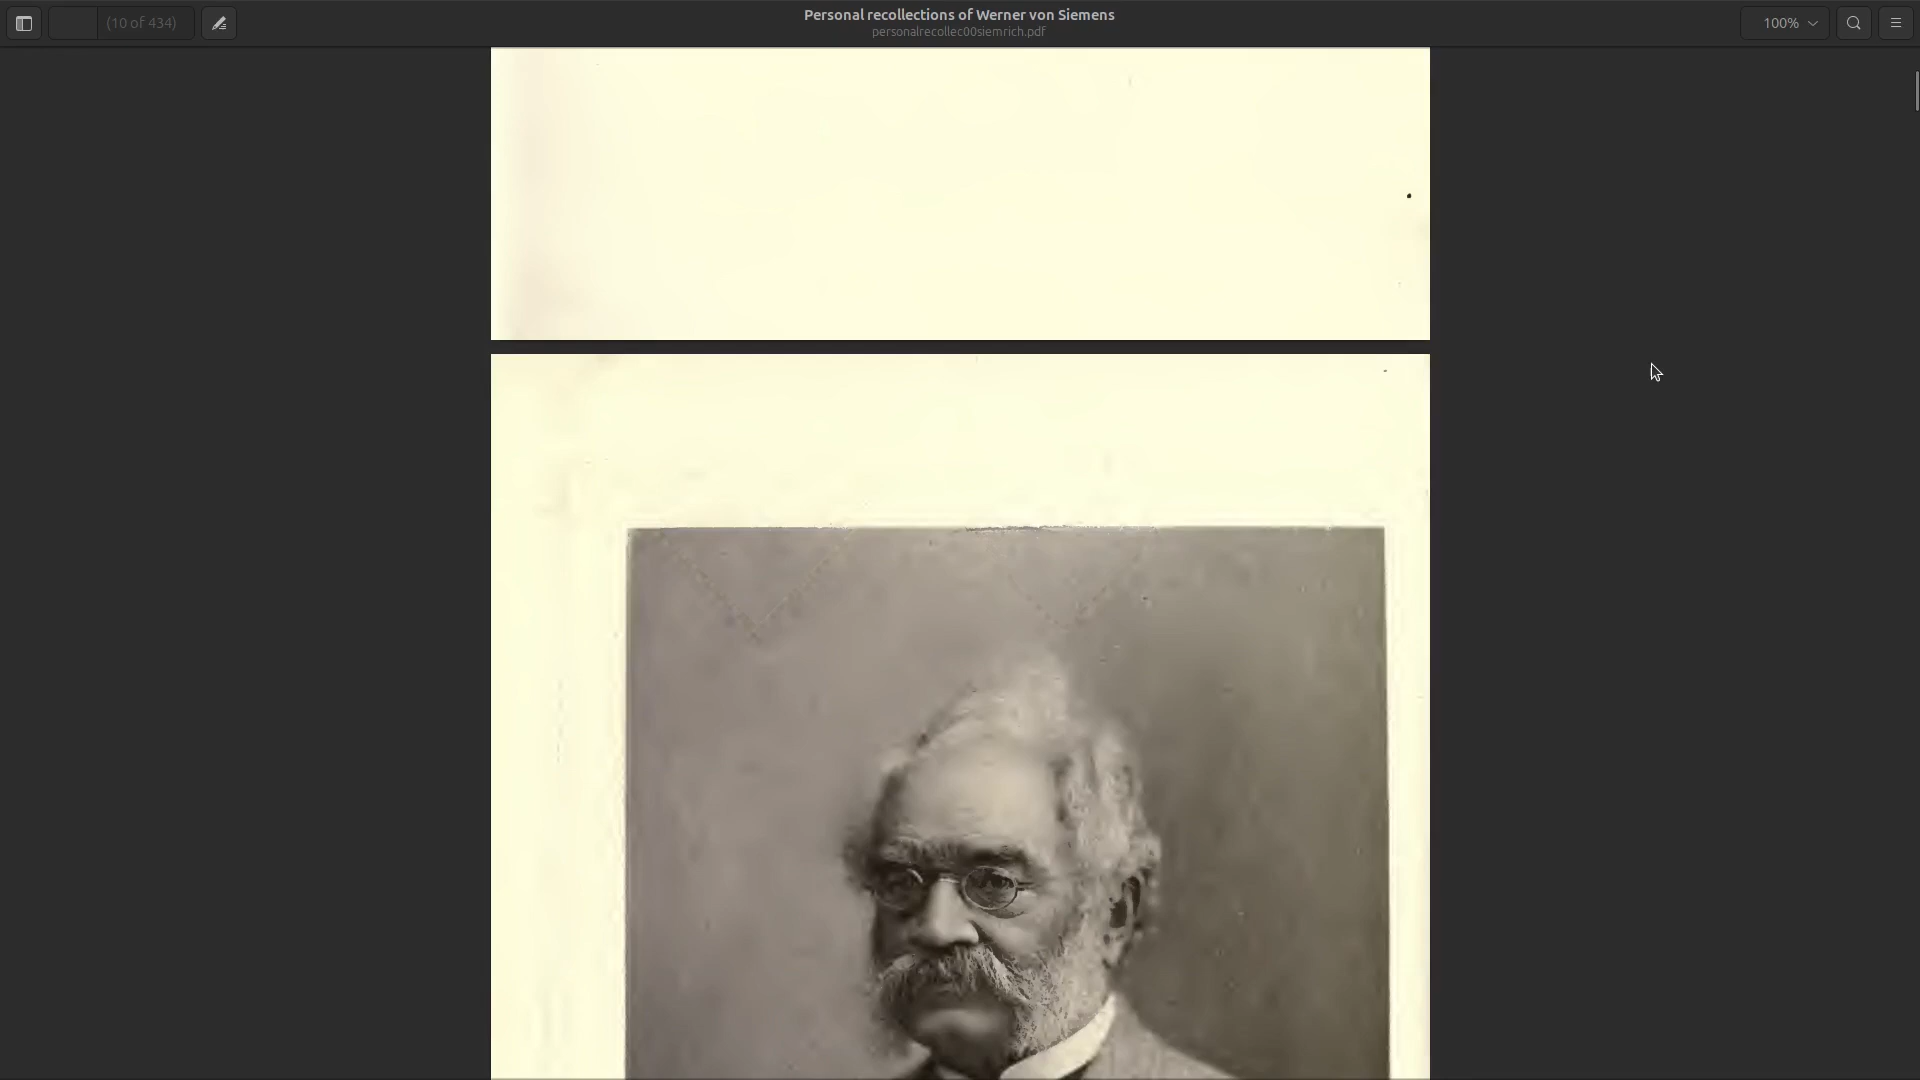 (10 of 434)
Personal recollections of Werner von Siemens
personalrecollec00siemrich.pdf
100%